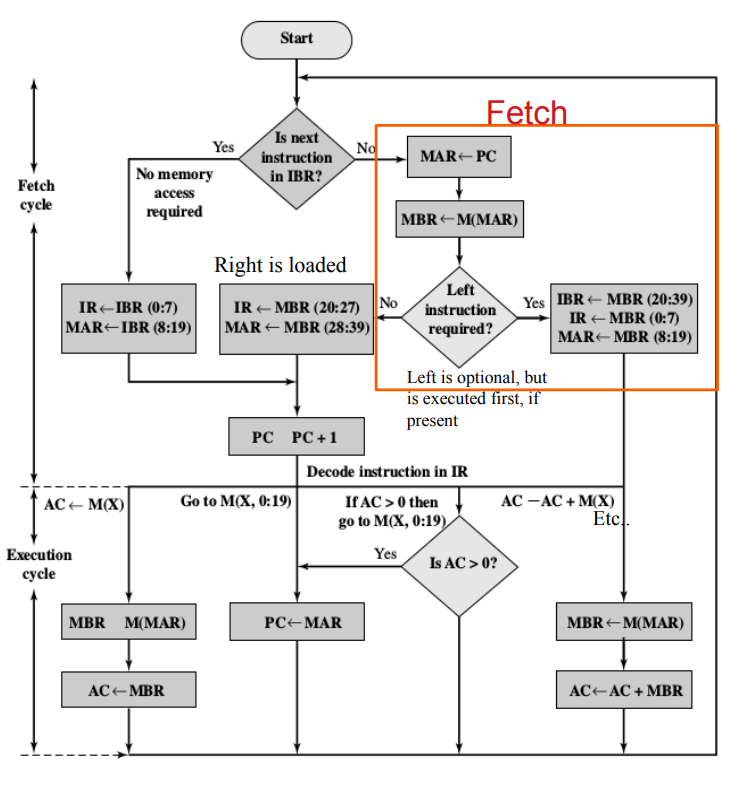 Start
Fetch
Is next
instruction
in IBR?
Yes
No
MAR ← PC
No memory
access
required
Fetch
cycle
MBR ← M(MAR)
Right is loaded
Left
instruction
required?
No
Yes
IR ← IBR (0:7)
MAR ← IBR (8:19)
IR ← MBR (20:27)
MAR ← MBR (28:39)
IBR ← MBR (20:39)
IR ← MBR (0:7)
MAR ← MBR (8:19)
Left is optional, but
is executed first, if
present
PC PC + 1
Decode instruction in IR
AC ← M(X)
Go to M(X, 0:19)
If AC > 0 then
go to M(X, 0:19)
AC – AC + M(X)
Etc..
Execution
cycle
Yes
Is AC > 0?
MBR M(MAR)
PC ← MAR
MBR ← M(MAR)
AC ← MBR
AC ← AC + MBR